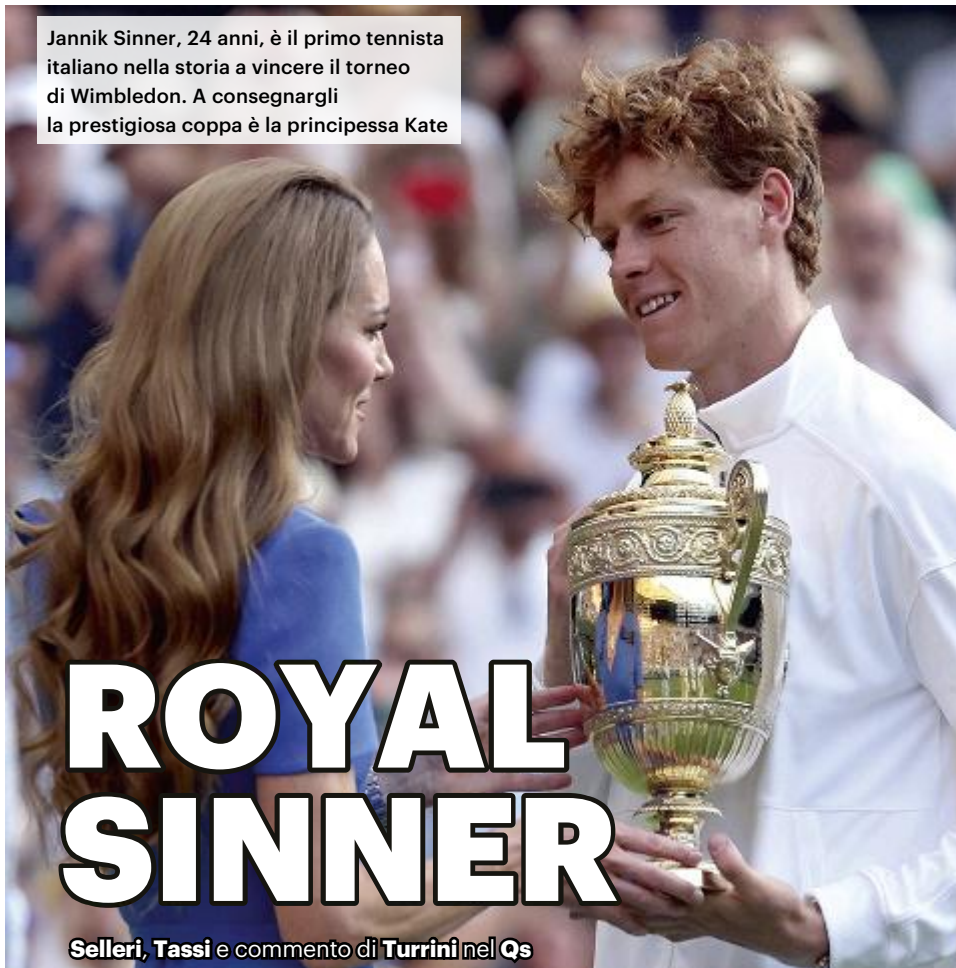 Jannik Sinner, 24 anni, è il primo tennista
italiano nella storia a vincere il torneo
di Wimbledon. A consegnargli
la prestigiosa coppa è la principessa Kate
ROYAL
SINNER
Selleri, Tassi e commento di Turrini nel Qs